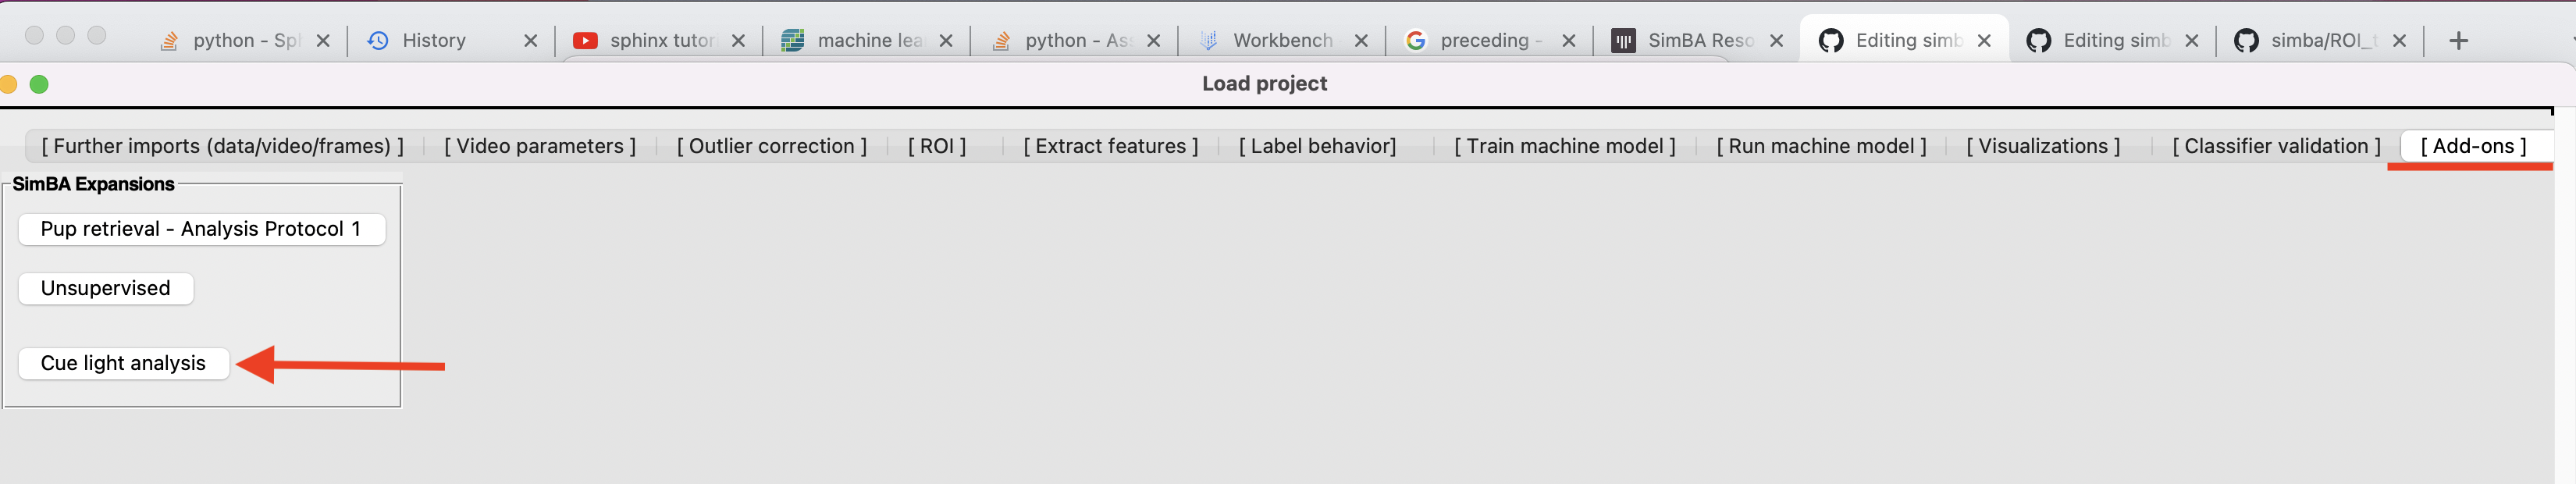 python - Sp History sphinx tutor machine lea python - As Workbench preceding - SimBA Reso Editing simb Editing simb simba/ROI_t
Load project
[ Further imports (data/video/frames) ] [ Video parameters ] [ Outlier correction ] [ ROI ] [ Extract features ] [ Label behavior] [ Train machine model ] [ Run machine model ] [ Visualizations ] [ Classifier validation ] [ Add-ons ]
SimBA Expansions
Pup retrieval - Analysis Protocol 1
Unsupervised
Cue light analysis